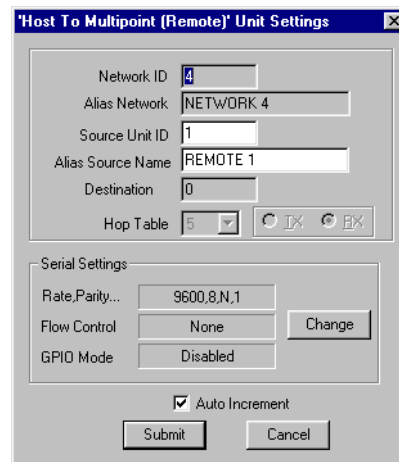 'Host To Multipoint (Remote)' Unit Settings
Network ID 4
Alias Network NETWORK 4
Source Unit ID 1
Alias Source Name REMOTE 1
Destination 0
Hop Table 5 TX RX
Serial Settings
Rate,Parity... 9600,8,N,1
Flow Control None Change
GPIO Mode Disabled
Auto Increment
Submit Cancel